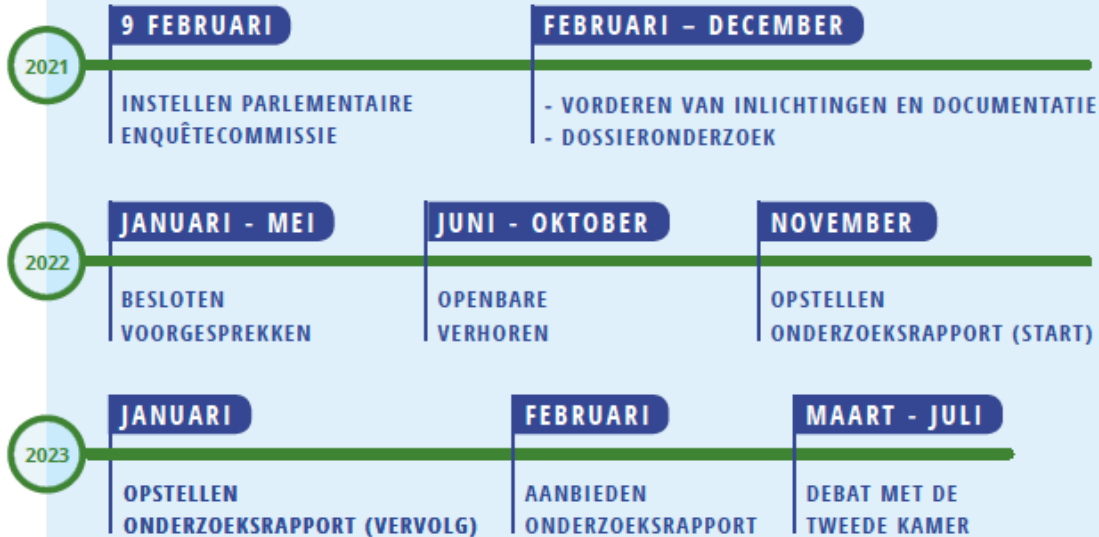 9 FEBRUARI
FEBRUARI – DECEMBER
2021
INSTELLEN PARLEMENTAIRE
ENQUÊTECOMMISSIE
- VORDEREN VAN INLICHTINGEN EN DOCUMENTATIE
- DOSSIERONDERZOEK
JANUARI - MEI
JUNI - OKTOBER
NOVEMBER
2022
BESLOTEN
VOORGESPREKKEN
OPENBARE
VERHOREN
OPSTELLEN
ONDERZOEKSRAPPORT (START)
JANUARI
FEBRUARI
MAART - JULI
2023
OPSTELLEN
ONDERZOEKSRAPPORT (VERVOLG)
AANBIEDEN
ONDERZOEKSRAPPORT
DEBAT MET DE
TWEEDE KAMER